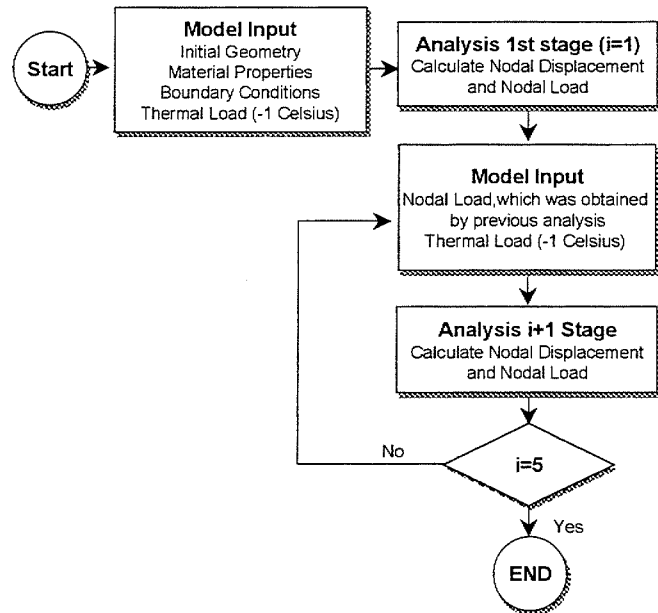 Start
Model Input
Initial Geometry
Material Properties
Boundary Conditions
Thermal Load (-1 Celsius)
Analysis 1st stage (i=1)
Calculate Nodal Displacement
and Nodal Load
Model Input
Nodal Load,which was obtained
by previous analysis
Thermal Load (-1 Celsius)
Analysis i+1 Stage
Calculate Nodal Displacement
and Nodal Load
No
i=5
Yes
END